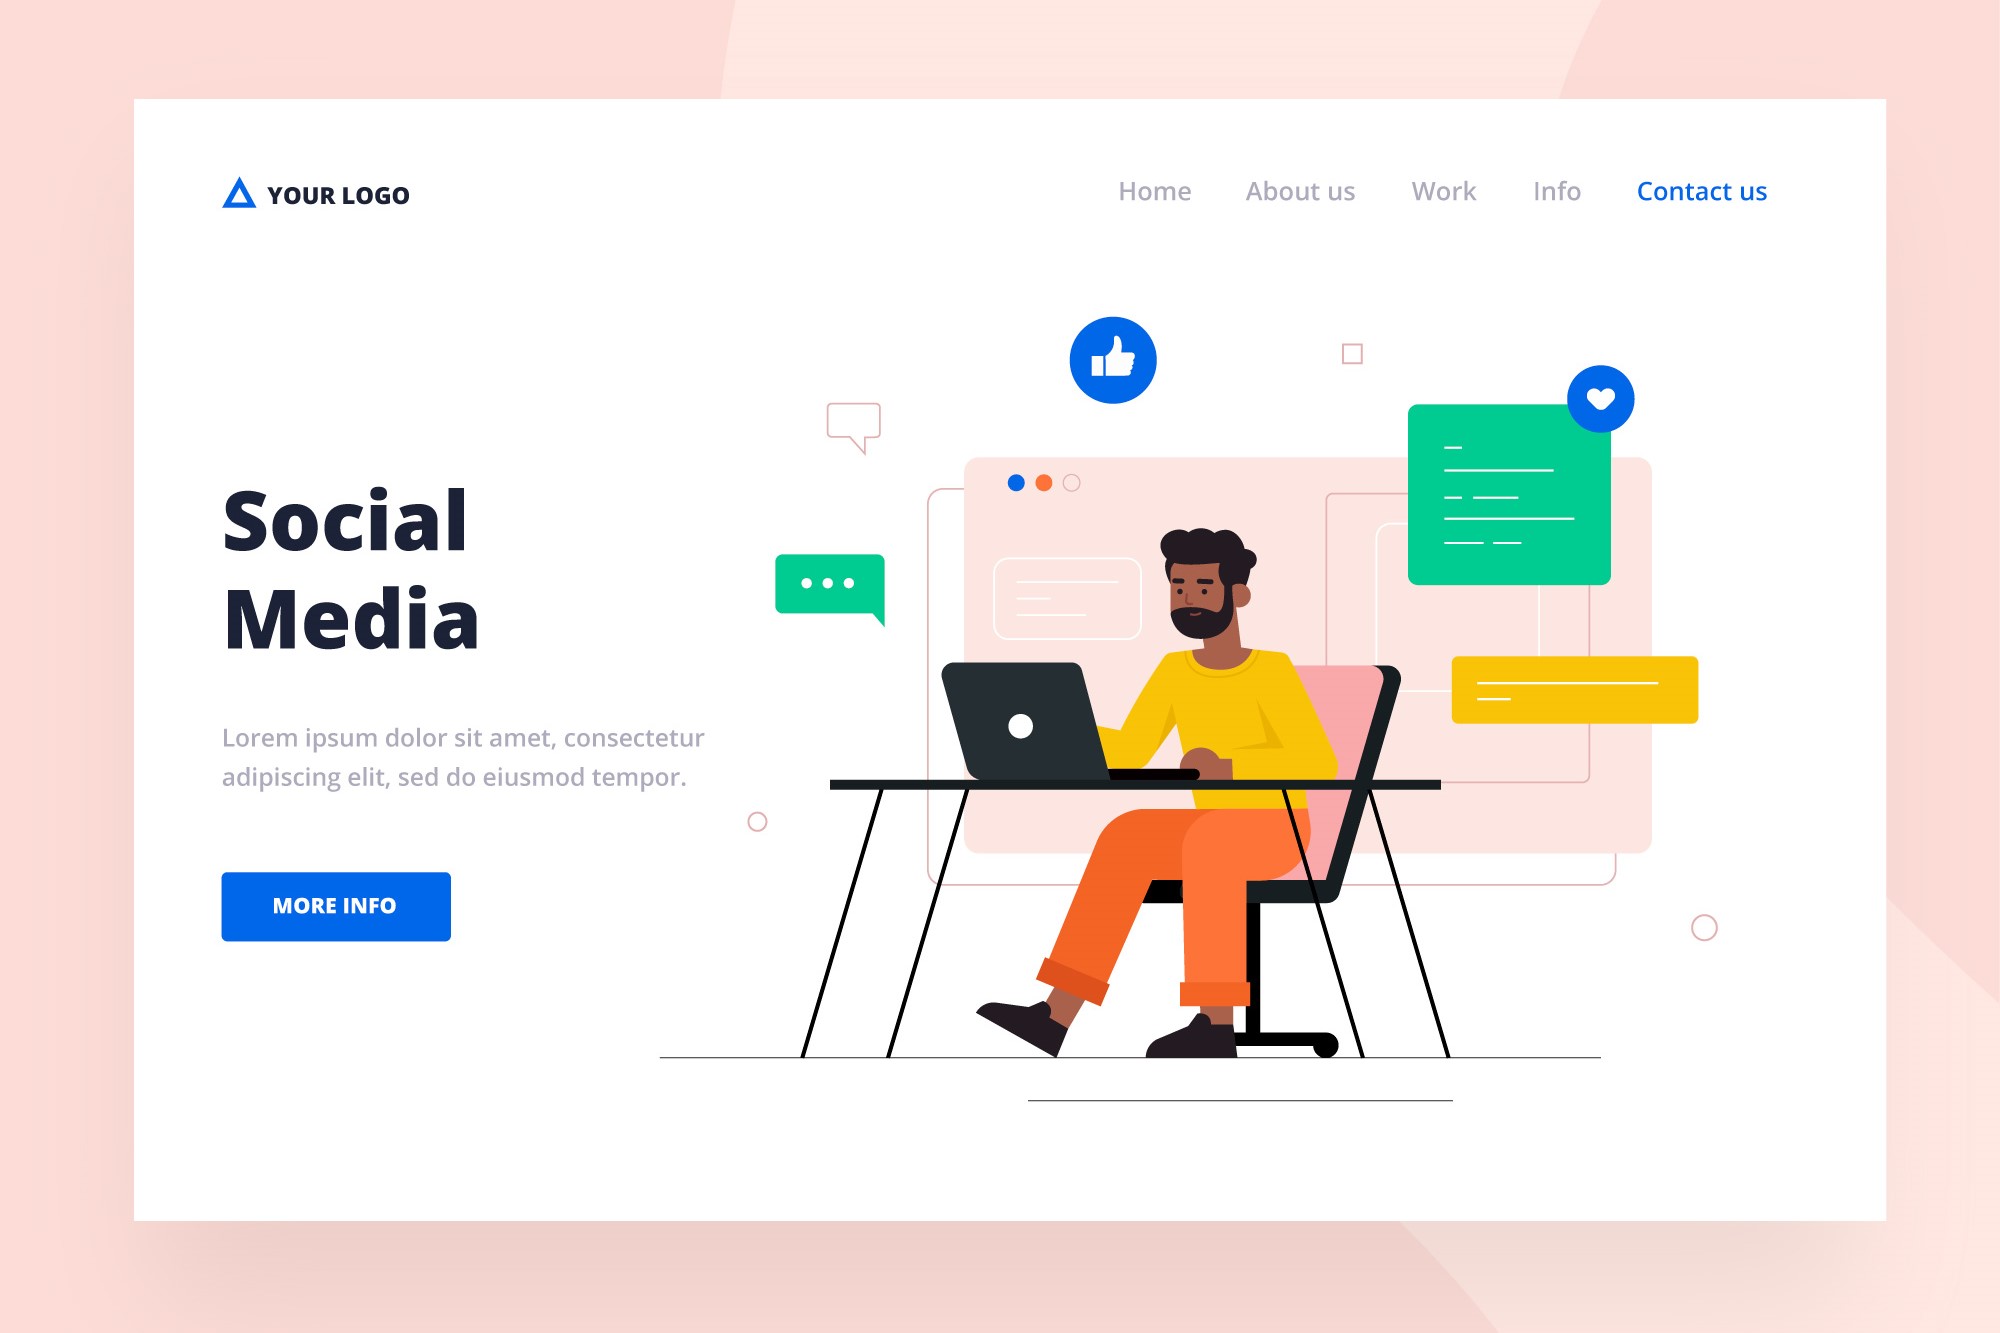 YOUR LOGO
Home About us Work Info Contact us
Social
Media
Lorem ipsum dolor sit amet, consectetur
adipiscing elit, sed do eiusmod tempor.
MORE INFO